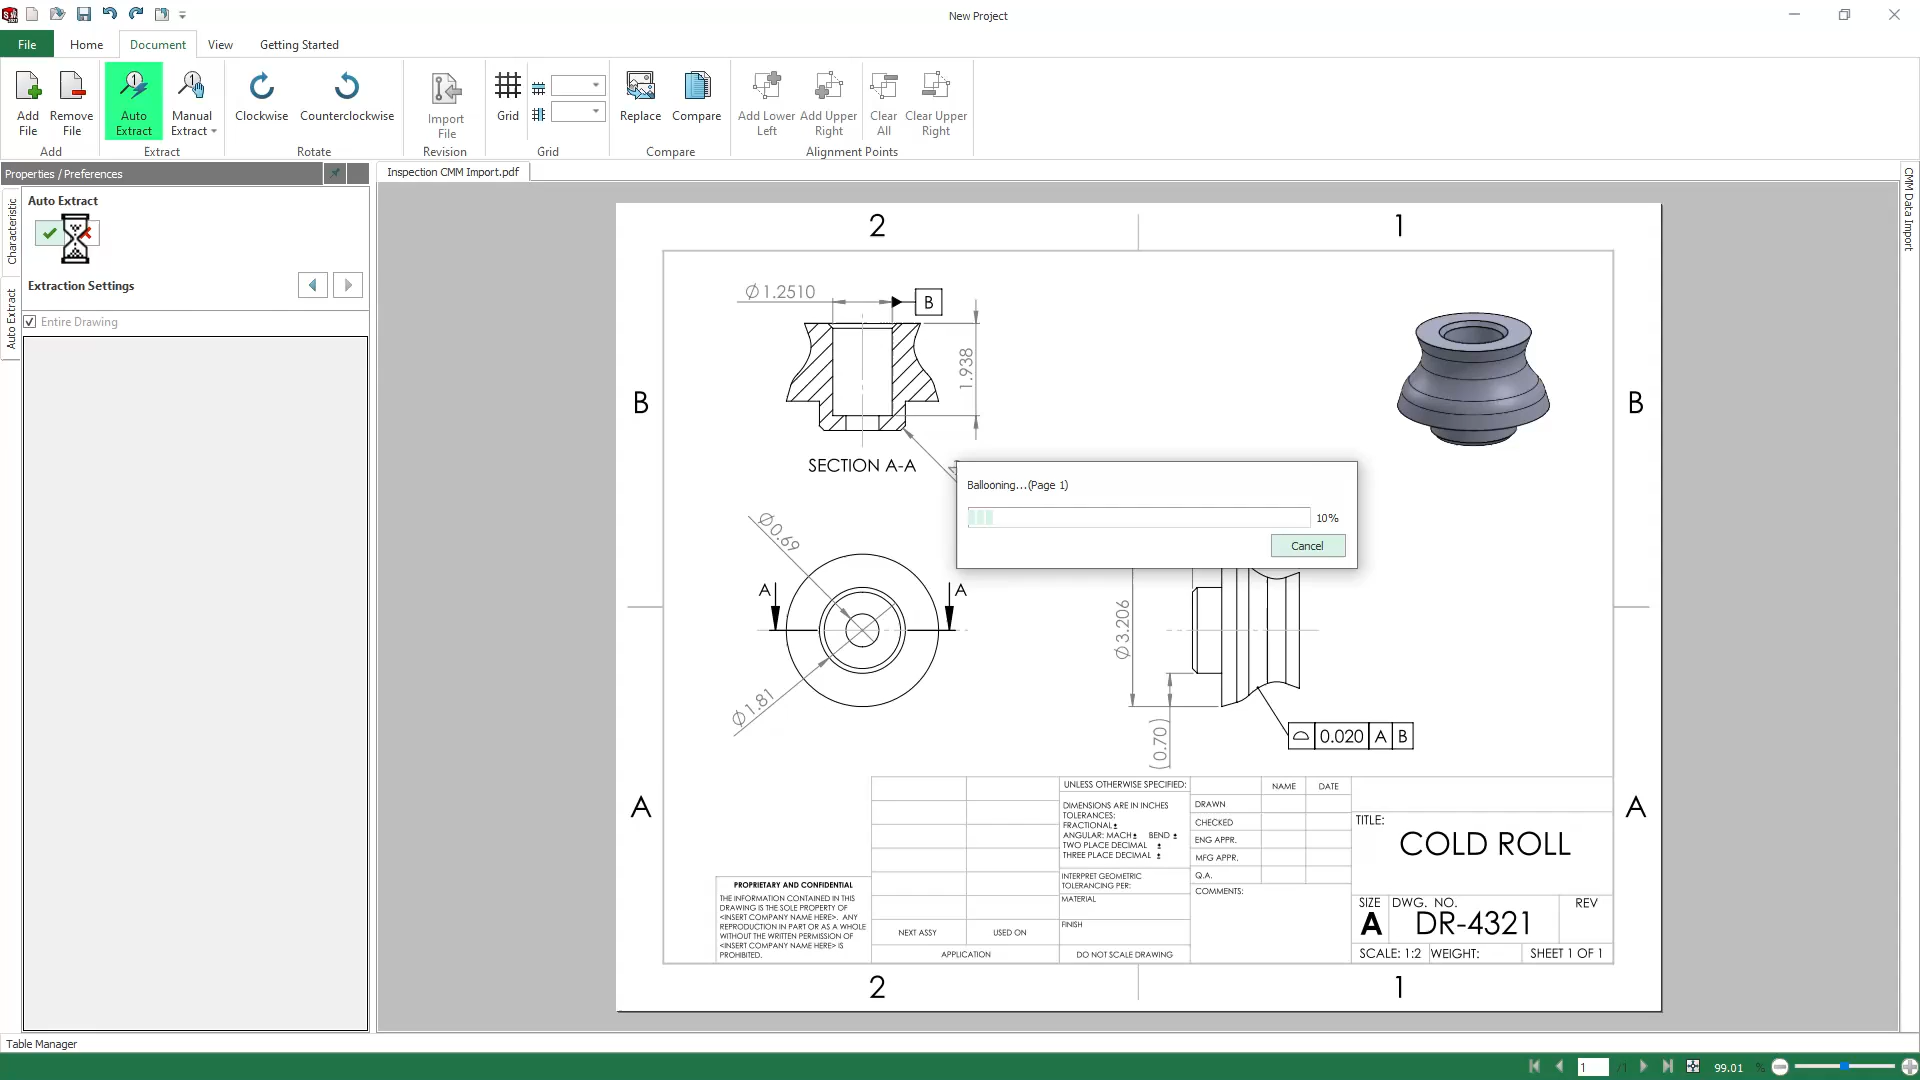 New Project
File
Home
Document
View
Getting Started
Add
File
Remove
File
Auto
Extract
Manual
Extract
Clockwise
Counterclockwise
Import
File
Grid
Replace
Compare
Add Lower
Left
Add Upper
Right
Clear
All
Clear Upper
Right
Add
Extract
Rotate
Revision
Grid
Compare
Alignment Points
Properties / Preferences
Inspection CMM Import.pdf
CMM Data Import
Characteristic
Auto Extract
Auto Extract
Extraction Settings
Entire Drawing
2
1
∅1.2510
B
1.938
B
B
SECTION A-A
Ballooning...(Page 1)
10%
Cancel
∅0.69
A
A
∅3.206
∅1.81
(0.70)
0.020 A B
A
A
UNLESS OTHERWISE SPECIFIED:
DIMENSIONS ARE IN INCHES
TOLERANCES:
FRACTIONAL±
ANGULAR: MACH± BEND ±
TWO PLACE DECIMAL ±
THREE PLACE DECIMAL ±
INTERPRET GEOMETRIC
TOLERANCING PER:
MATERIAL
FINISH
DO NOT SCALE DRAWING
NAME
DATE
DRAWN
CHECKED
ENG APPR.
MFG APPR.
Q.A.
COMMENTS:
TITLE:
COLD ROLL
SIZE
A
DWG. NO.
DR-4321
REV
SCALE: 1:2
WEIGHT:
SHEET 1 OF 1
PROPRIETARY AND CONFIDENTIAL
THE INFORMATION CONTAINED IN THIS
DRAWING IS THE SOLE PROPERTY OF
<INSERT COMPANY NAME HERE>. ANY
REPRODUCTION IN PART OR AS A WHOLE
WITHOUT THE WRITTEN PERMISSION OF
<INSERT COMPANY NAME HERE> IS
PROHIBITED.
NEXT ASSY
USED ON
APPLICATION
2
1
Table Manager
1
/1
99.01 %